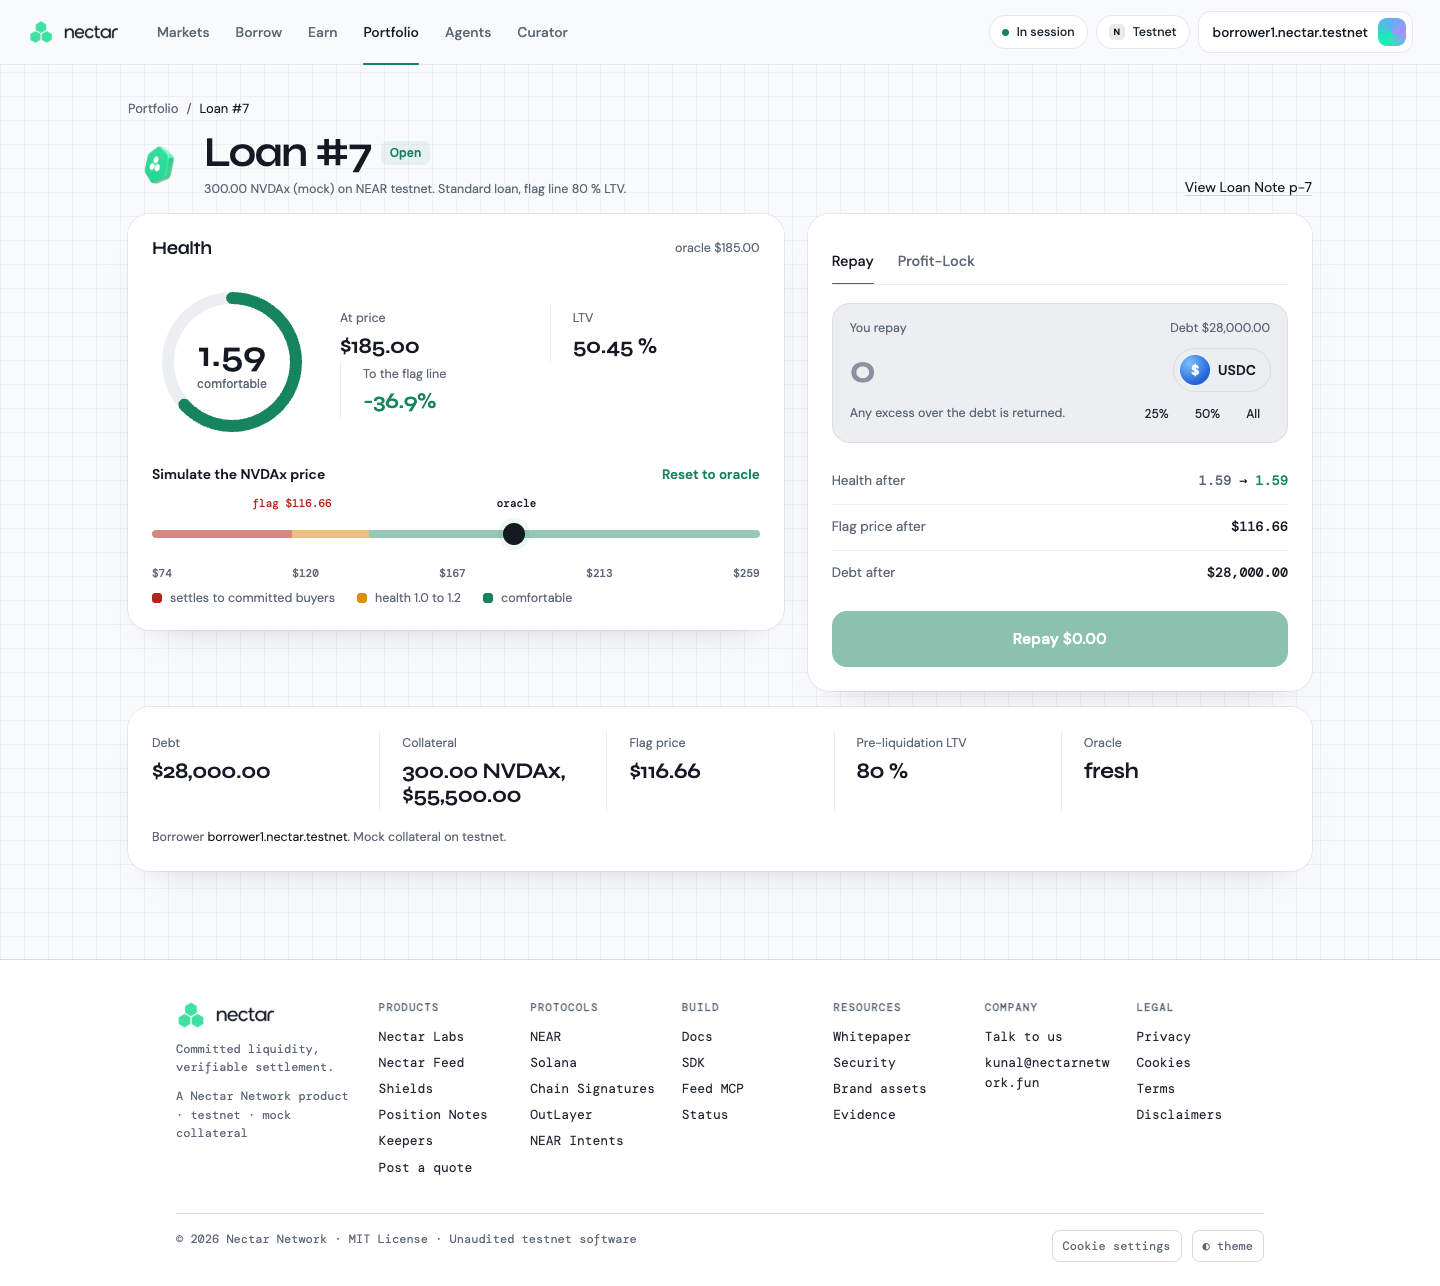 nectar
Markets
Borrow
Earn
Portfolio
Agents
Curator
In session
N Testnet
borrower1.nectar.testnet
Portfolio / Loan #7
Loan #7 Open
300.00 NVDAx (mock) on NEAR testnet. Standard loan, flag line 80 % LTV.
View Loan Note p-7
Health
oracle $185.00
1.59
comfortable
At price
$185.00
LTV
50.45 %
To the flag line
-36.9%
Simulate the NVDAx price
Reset to oracle
flag $116.66
oracle
$74
$120
$167
$213
$259
settles to committed buyers
health 1.0 to 1.2
comfortable
Repay
Profit-Lock
You repay
Debt $28,000.00
0
$ USDC
Any excess over the debt is returned.
25%
50%
All
Health after
1.59 → 1.59
Flag price after
$116.66
Debt after
$28,000.00
Repay $0.00
Debt
$28,000.00
Collateral
300.00 NVDAx,
$55,500.00
Flag price
$116.66
Pre-liquidation LTV
80 %
Oracle
fresh
Borrower borrower1.nectar.testnet. Mock collateral on testnet.
nectar
Committed liquidity,
verifiable settlement.
A Nectar Network product
· testnet · mock
collateral
PRODUCTS
Nectar Labs
Nectar Feed
Shields
Position Notes
Keepers
Post a quote
PROTOCOLS
NEAR
Solana
Chain Signatures
OutLayer
NEAR Intents
BUILD
Docs
SDK
Feed MCP
Status
RESOURCES
Whitepaper
Security
Brand assets
Evidence
COMPANY
Talk to us
kunal@nectarnetw
ork.fun
LEGAL
Privacy
Cookies
Terms
Disclaimers
© 2026 Nectar Network · MIT License · Unaudited testnet software
Cookie settings
◐ theme